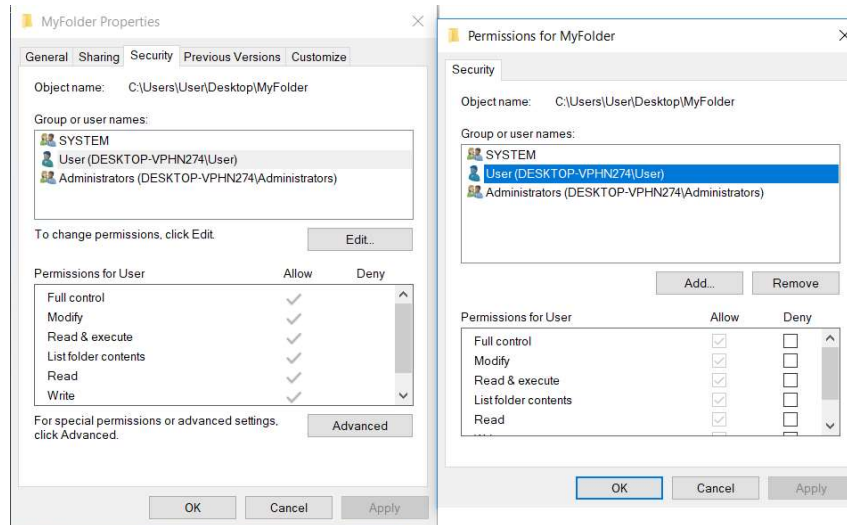 MyFolder Properties
General Sharing Security Previous Versions Customize
Object name: C:\Users\User\Desktop\MyFolder
Group or user names:
SYSTEM
User (DESKTOP-VPHN274\User)
Administrators (DESKTOP-VPHN274\Administrators)
To change permissions, click Edit.
Edit...
Permissions for User Allow Deny
Full control
Modify
Read & execute
List folder contents
Read
Write
For special permissions or advanced settings,
click Advanced.
Advanced
OK Cancel Apply
Permissions for MyFolder
Security
Object name: C:\Users\User\Desktop\MyFolder
Group or user names:
SYSTEM
User (DESKTOP-VPHN274\User)
Administrators (DESKTOP-VPHN274\Administrators)
Add... Remove
Permissions for User Allow Deny
Full control
Modify
Read & execute
List folder contents
Read
OK Cancel Apply